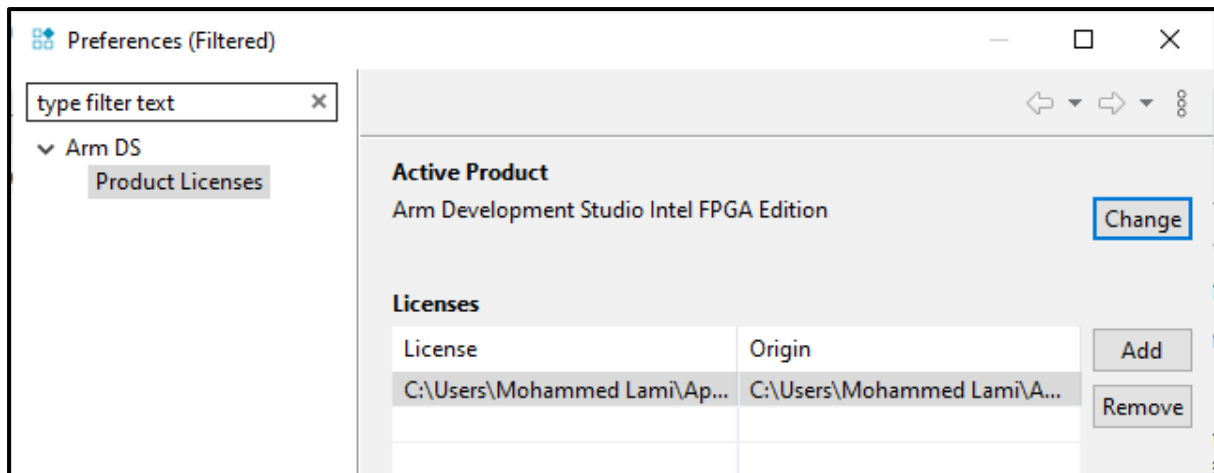 Preferences (Filtered)
type filter text
Arm DS
Product Licenses
Active Product
Arm Development Studio Intel FPGA Edition
Change
Licenses
License Origin
Add
C:\Users\Mohammed Lami\Ap... C:\Users\Mohammed Lami\A...
Remove